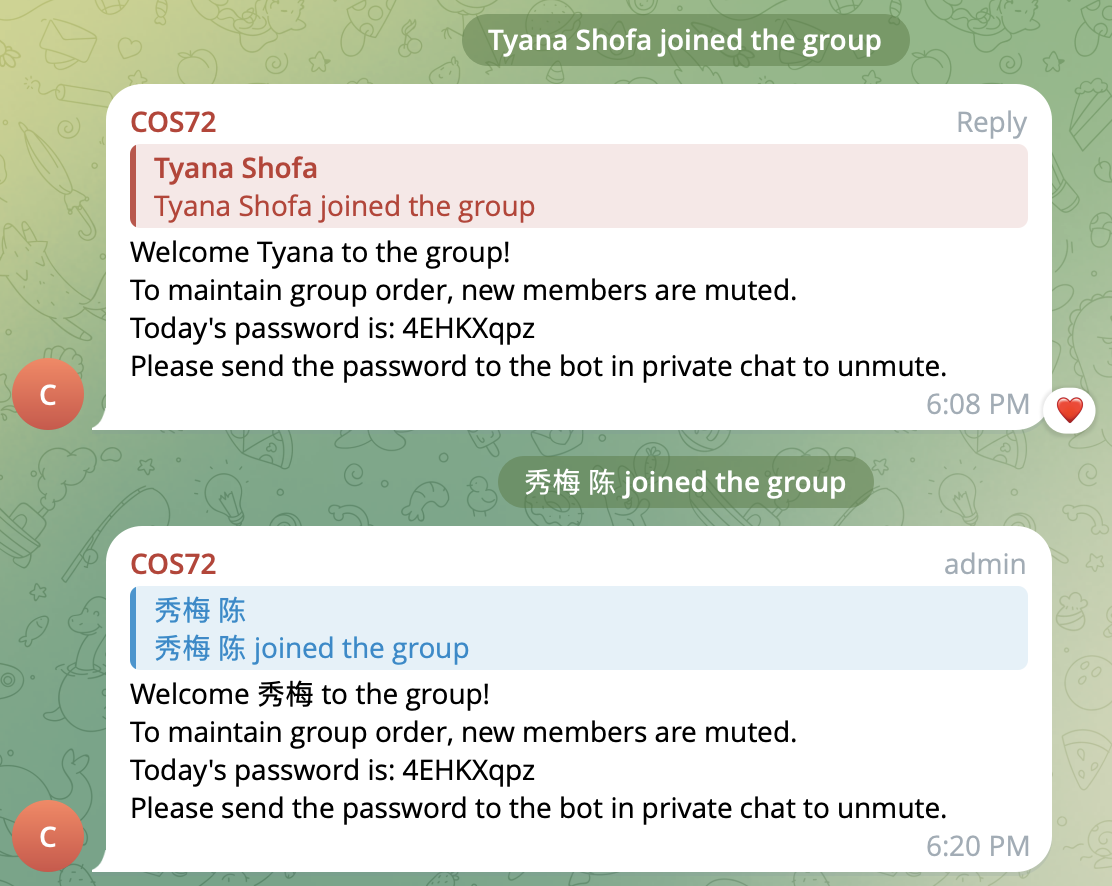 Tyana Shofa joined the group
COS72 Reply
Tyana Shofa
Tyana Shofa joined the group
Welcome Tyana to the group!
To maintain group order, new members are muted.
Today's password is: 4EHKXqpz
Please send the password to the bot in private chat to unmute.
C
6:08 PM
秀梅 陈 joined the group
COS72 admin
秀梅 陈
秀梅 陈 joined the group
Welcome 秀梅 to the group!
To maintain group order, new members are muted.
Today's password is: 4EHKXqpz
Please send the password to the bot in private chat to unmute.
C
6:20 PM